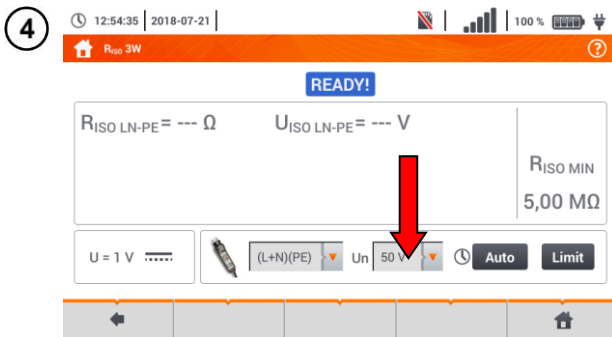 4
12:54:35 2018-07-21 100 %
RISO 3W ?
READY!
RISO LN-PE= --- Ω UISO LN-PE= --- V
RISO MIN
5,00 MΩ
U = 1 V (L+N)(PE) Un 50 V Auto Limit